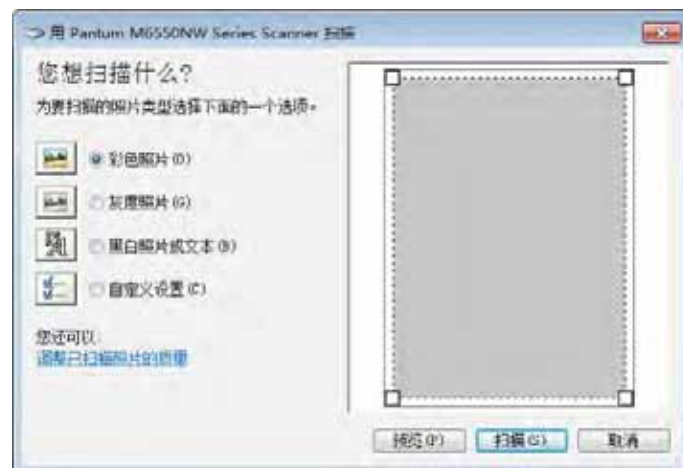 用 Pantum M6550NW Series Scanner 扫描
您想扫描什么?
为要扫描的照片类型选择下面的一个选项。
彩色照片(O)
灰度照片(G)
黑白照片或文本(B)
自定义设置(C)
您还可以:
调整已扫描照片的质量
预览(P)
扫描(S)
取消